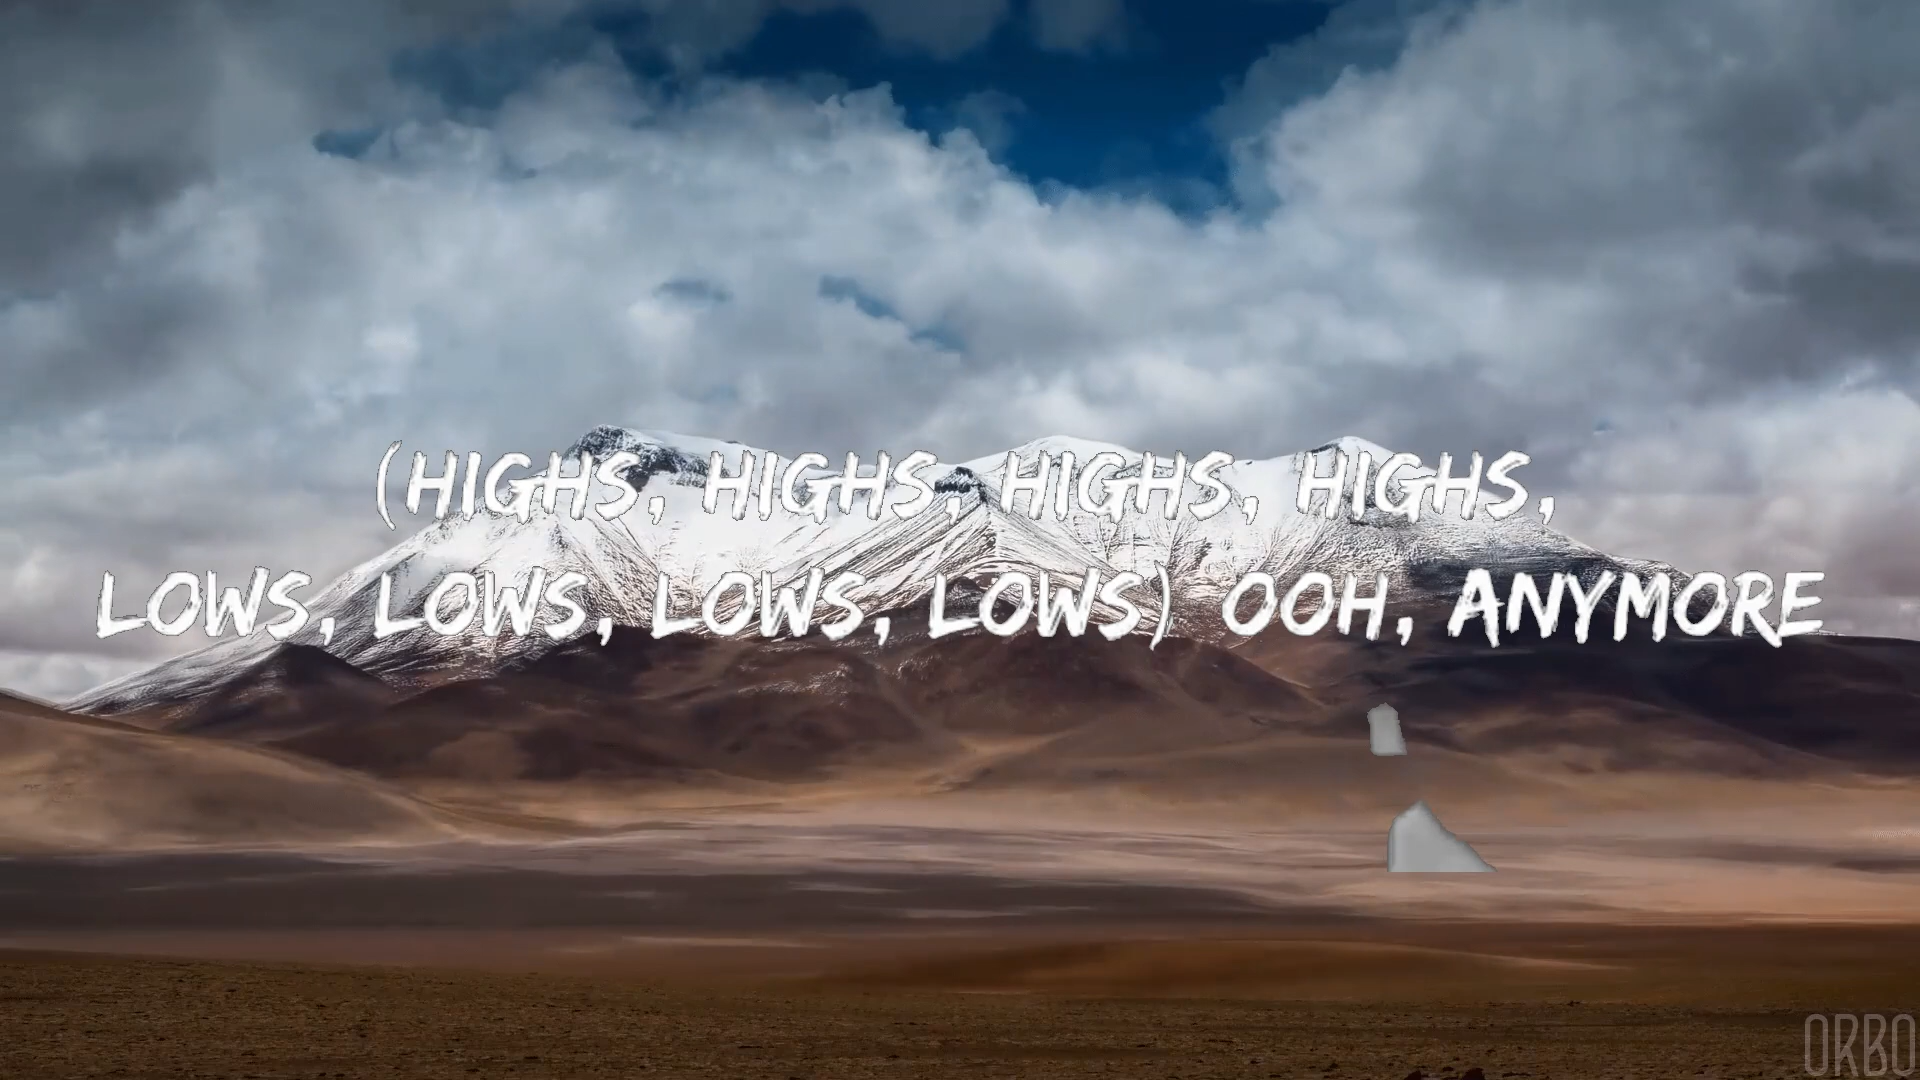 (HIGHS, HIGHS, HIGHS, HIGHS,
LOWS, LOWS, LOWS, LOWS) OOH, ANYMORE
ORBO